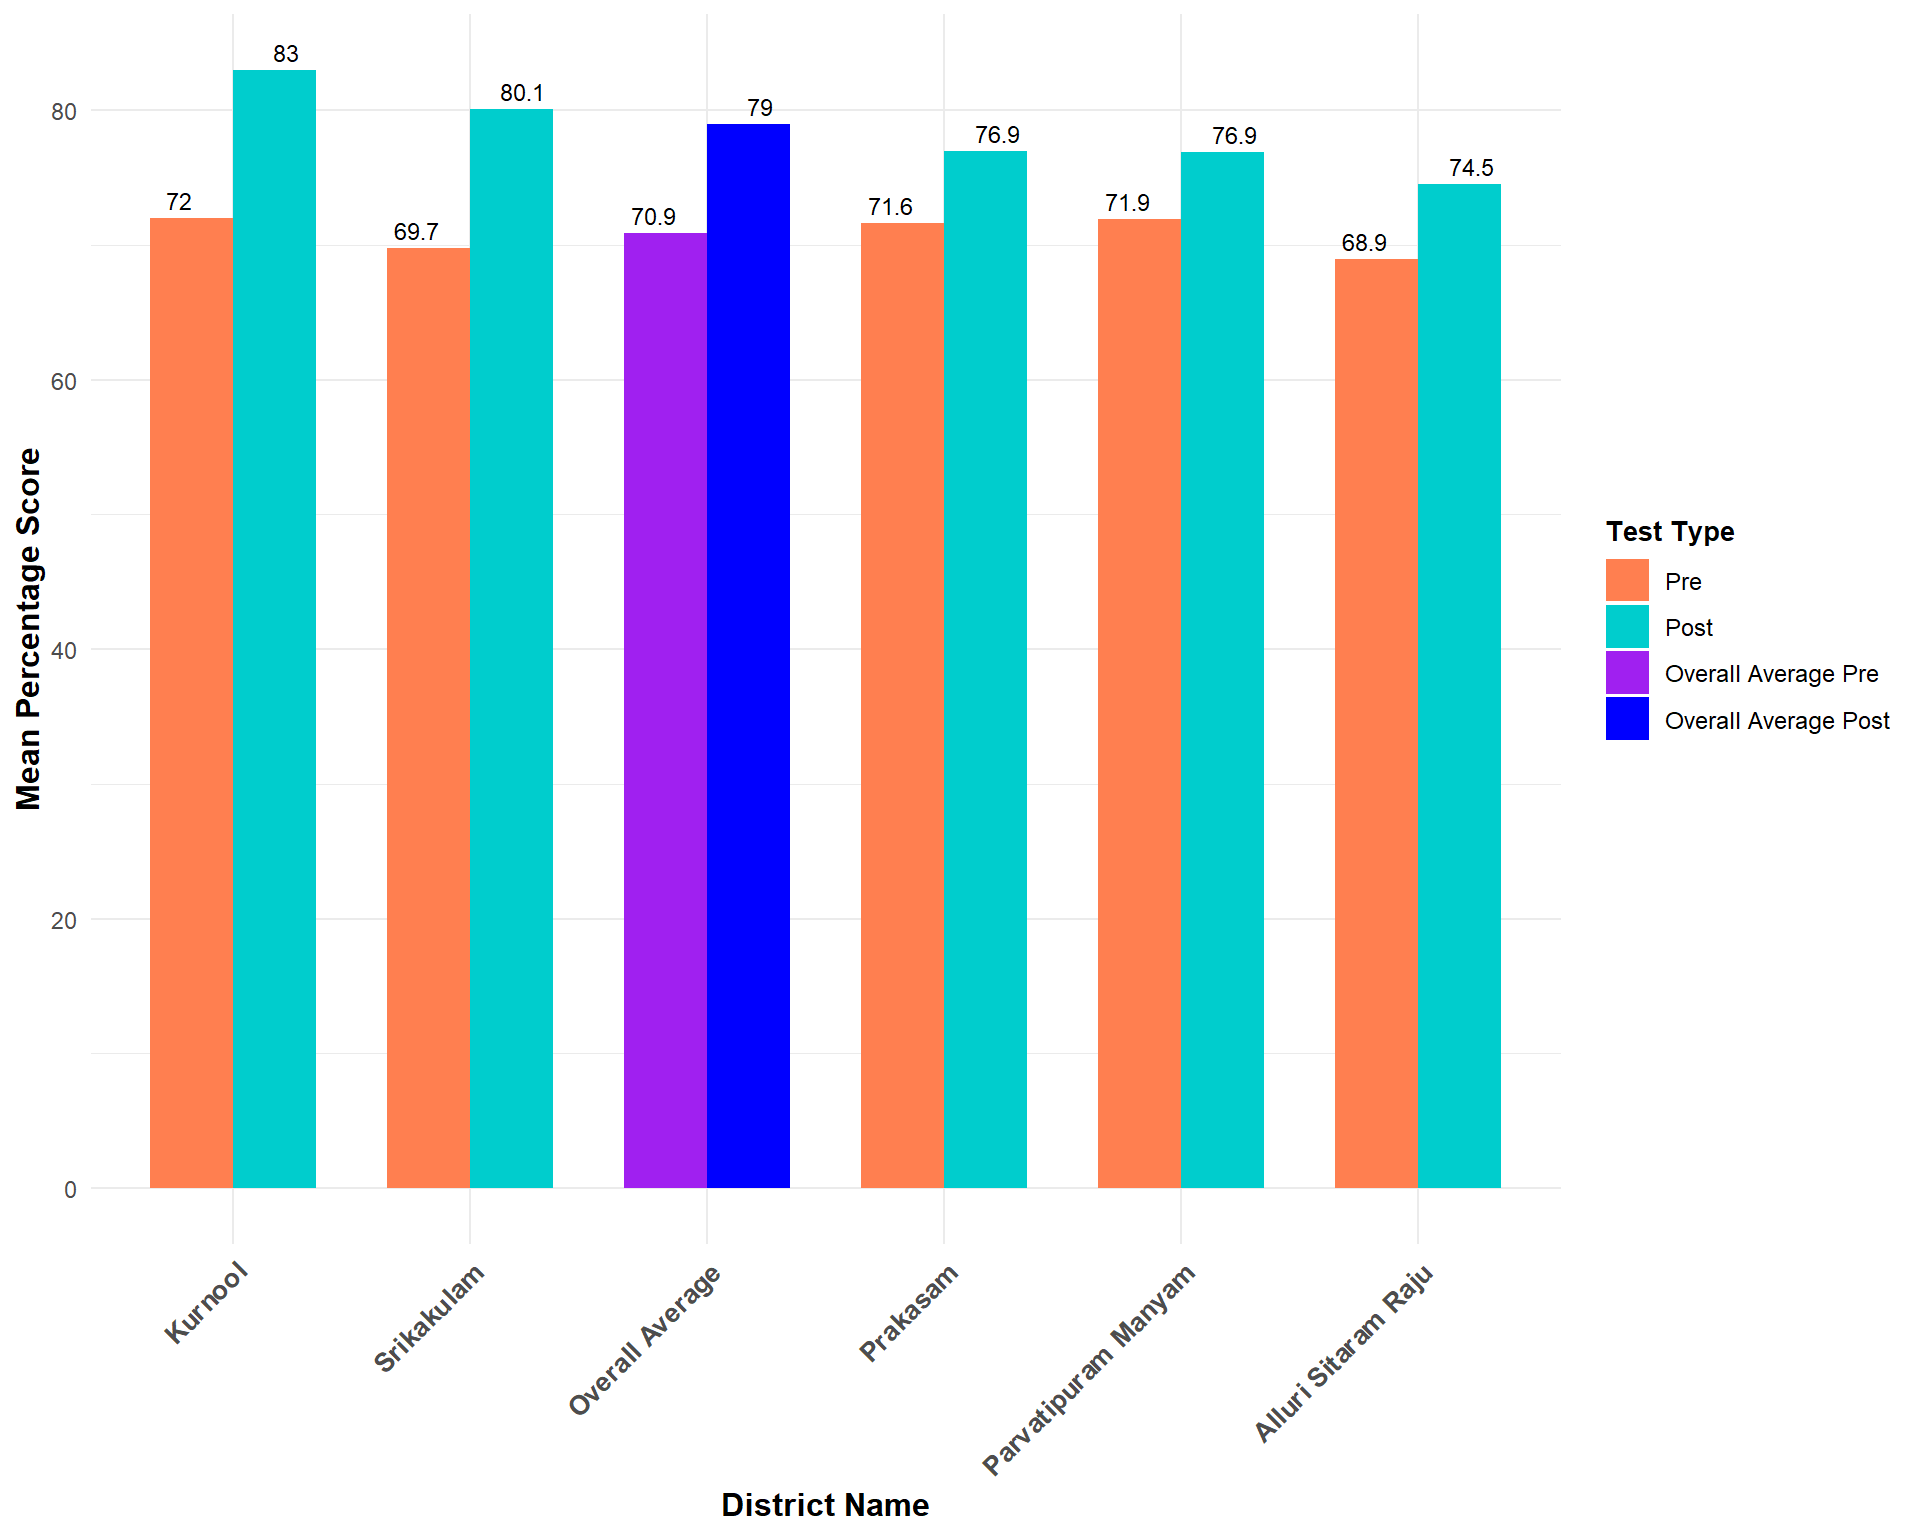 83
80.1
79
76.9
76.9
74.5
72
69.7
70.9
71.6
71.9
68.9
80
60
40
20
0
Mean Percentage Score
Kurnool
Srikakulam
Overall Average
Prakasam
Parvatipuram Manyam
Alluri Sitaram Raju
District Name
Test Type
Pre
Post
Overall Average Pre
Overall Average Post